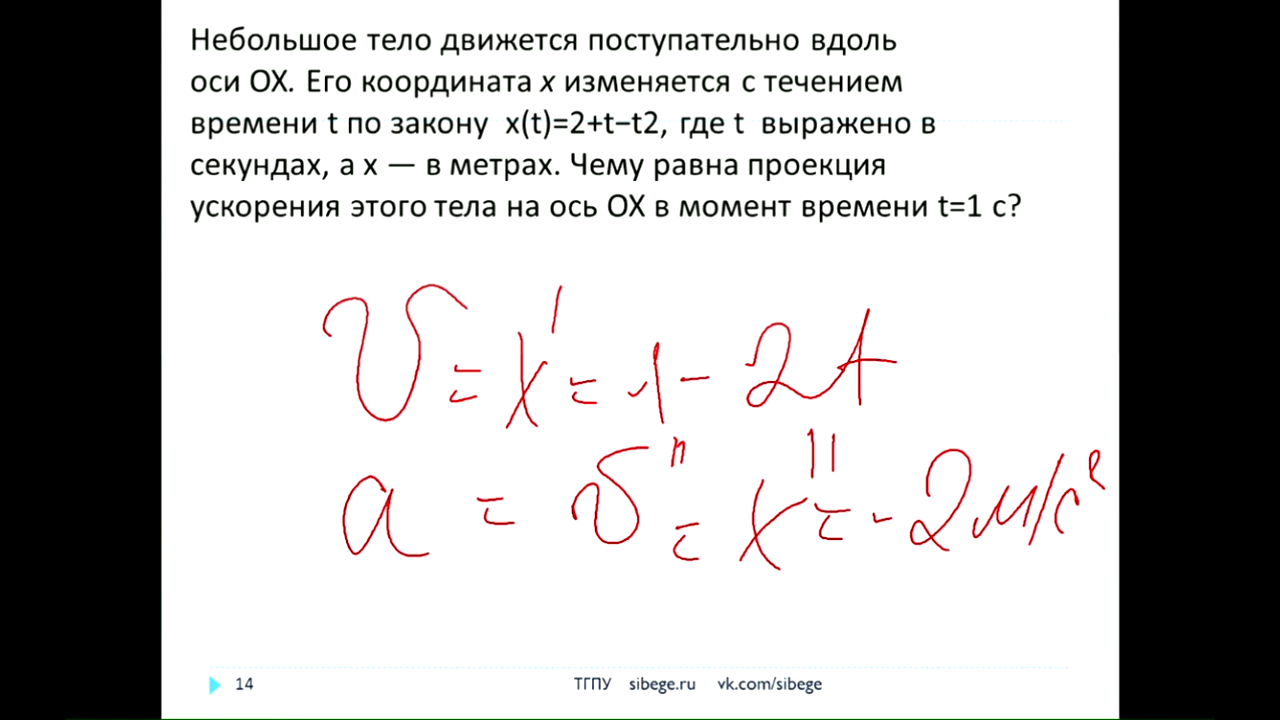 Небольшое тело движется поступательно вдоль
оси OX. Его координата x изменяется с течением
времени t по закону x(t)=2+t−t2, где t выражено в
секундах, а x — в метрах. Чему равна проекция
ускорения этого тела на ось OX в момент времени t=1 с?
V = x' = 1 - 2t
a = v'' = x'' = -2 м/с²
14 ТГПУ sibege.ru vk.com/sibege